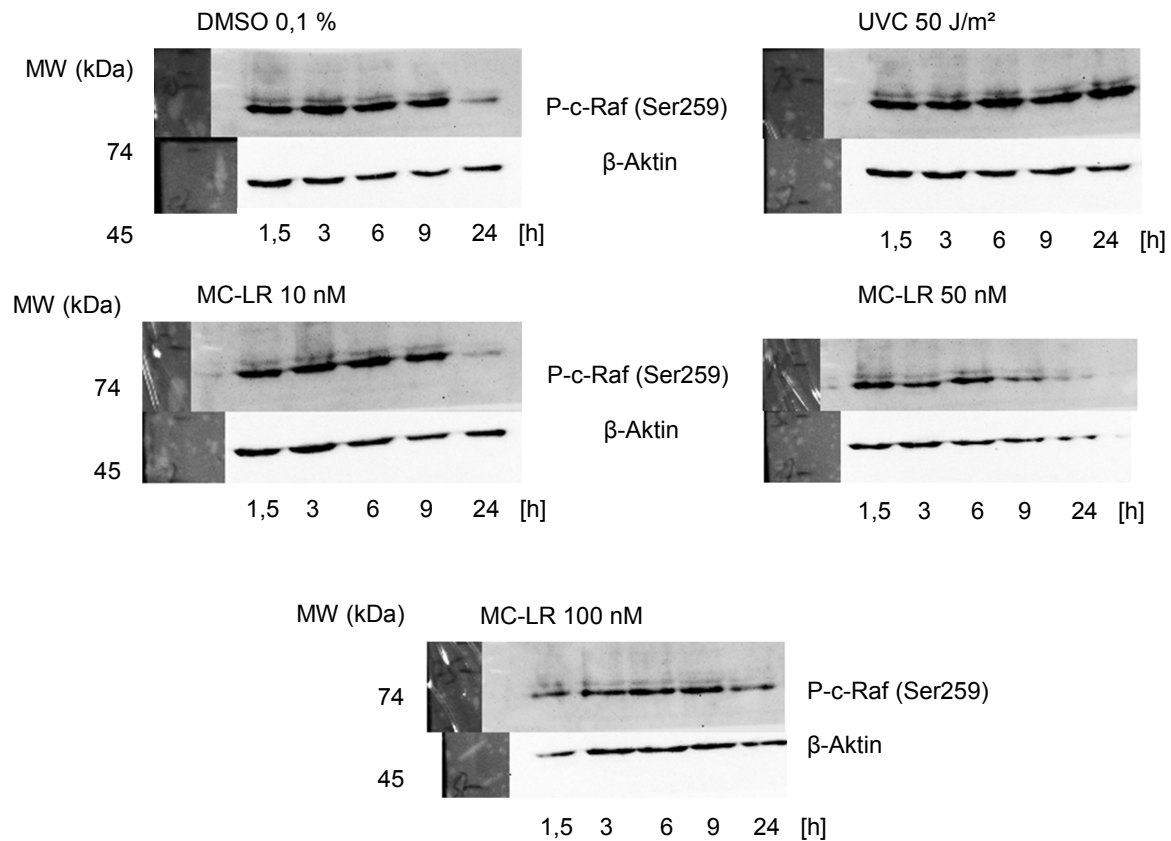 DMSO 0,1 %
UVC 50 J/m²
MW (kDa)
P-c-Raf (Ser259)
74
β-Aktin
45
1,5 3 6 9 24 [h]
1,5 3 6 9 24 [h]
MC-LR 10 nM
MC-LR 50 nM
MW (kDa)
P-c-Raf (Ser259)
74
β-Aktin
45
1,5 3 6 9 24 [h]
1,5 3 6 9 24 [h]
MW (kDa)
MC-LR 100 nM
74
P-c-Raf (Ser259)
β-Aktin
45
1,5 3 6 9 24 [h]